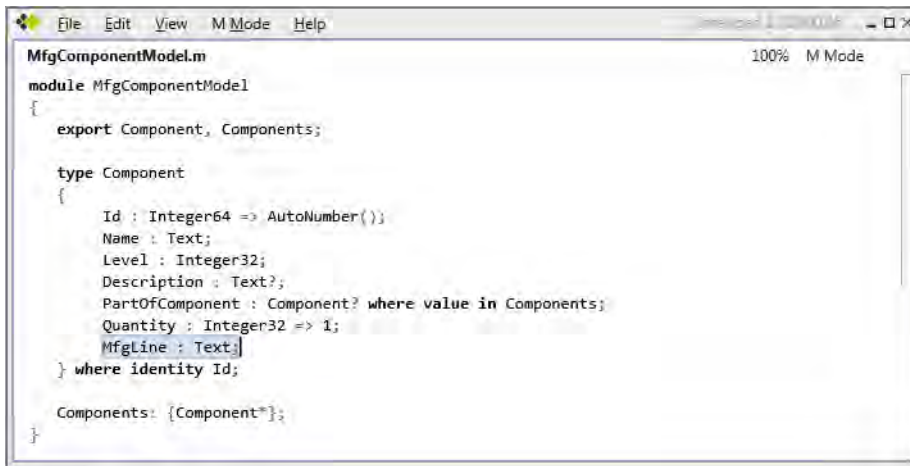 File Edit View M Mode Help
MfgComponentModel.m 100% M Mode
module MfgComponentModel
{
export Component, Components;
type Component
{
Id : Integer64 => AutoNumber();
Name : Text;
Level : Integer32;
Description : Text?;
PartOfComponent : Component? where value in Components;
Quantity : Integer32 => 1;
MfgLine : Text;
} where identity Id;
Components: {Component*};
}